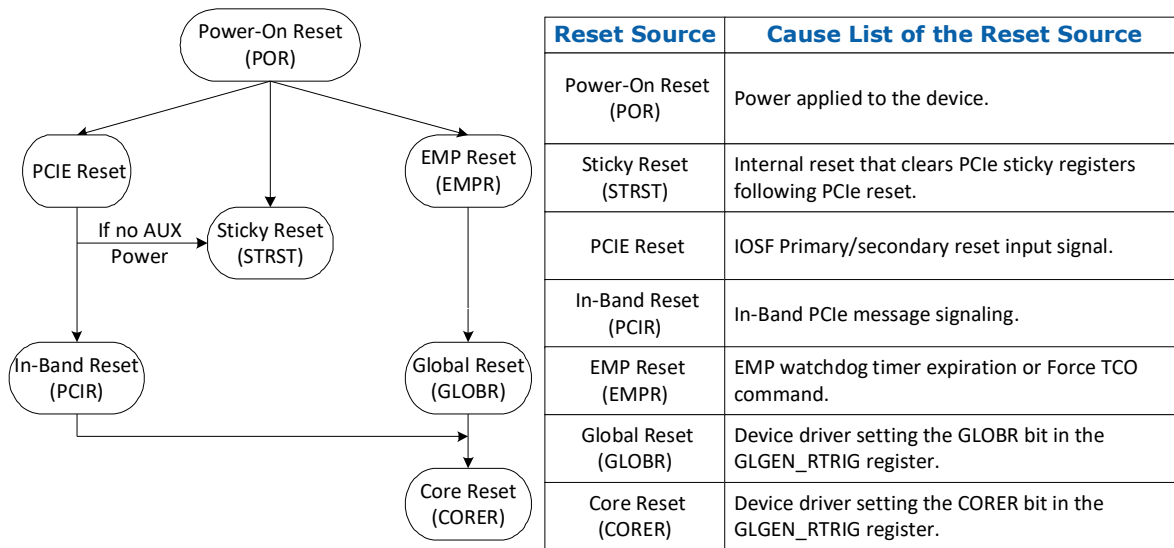 Power-On Reset
(POR)
PCIE Reset
EMP Reset
(EMPR)
If no AUX
Power
Sticky Reset
(STRST)
In-Band Reset
(PCIR)
Global Reset
(GLOBR)
Core Reset
(CORER)
Reset Source
Cause List of the Reset Source
Power-On Reset
(POR)
Power applied to the device.
Sticky Reset
(STRST)
Internal reset that clears PCIe sticky registers
following PCIe reset.
PCIE Reset
IOSF Primary/secondary reset input signal.
In-Band Reset
(PCIR)
In-Band PCIe message signaling.
EMP Reset
(EMPR)
EMP watchdog timer expiration or Force TCO
command.
Global Reset
(GLOBR)
Device driver setting the GLOBR bit in the
GLGEN_RTRIG register.
Core Reset
(CORER)
Device driver setting the CORER bit in the
GLGEN_RTRIG register.